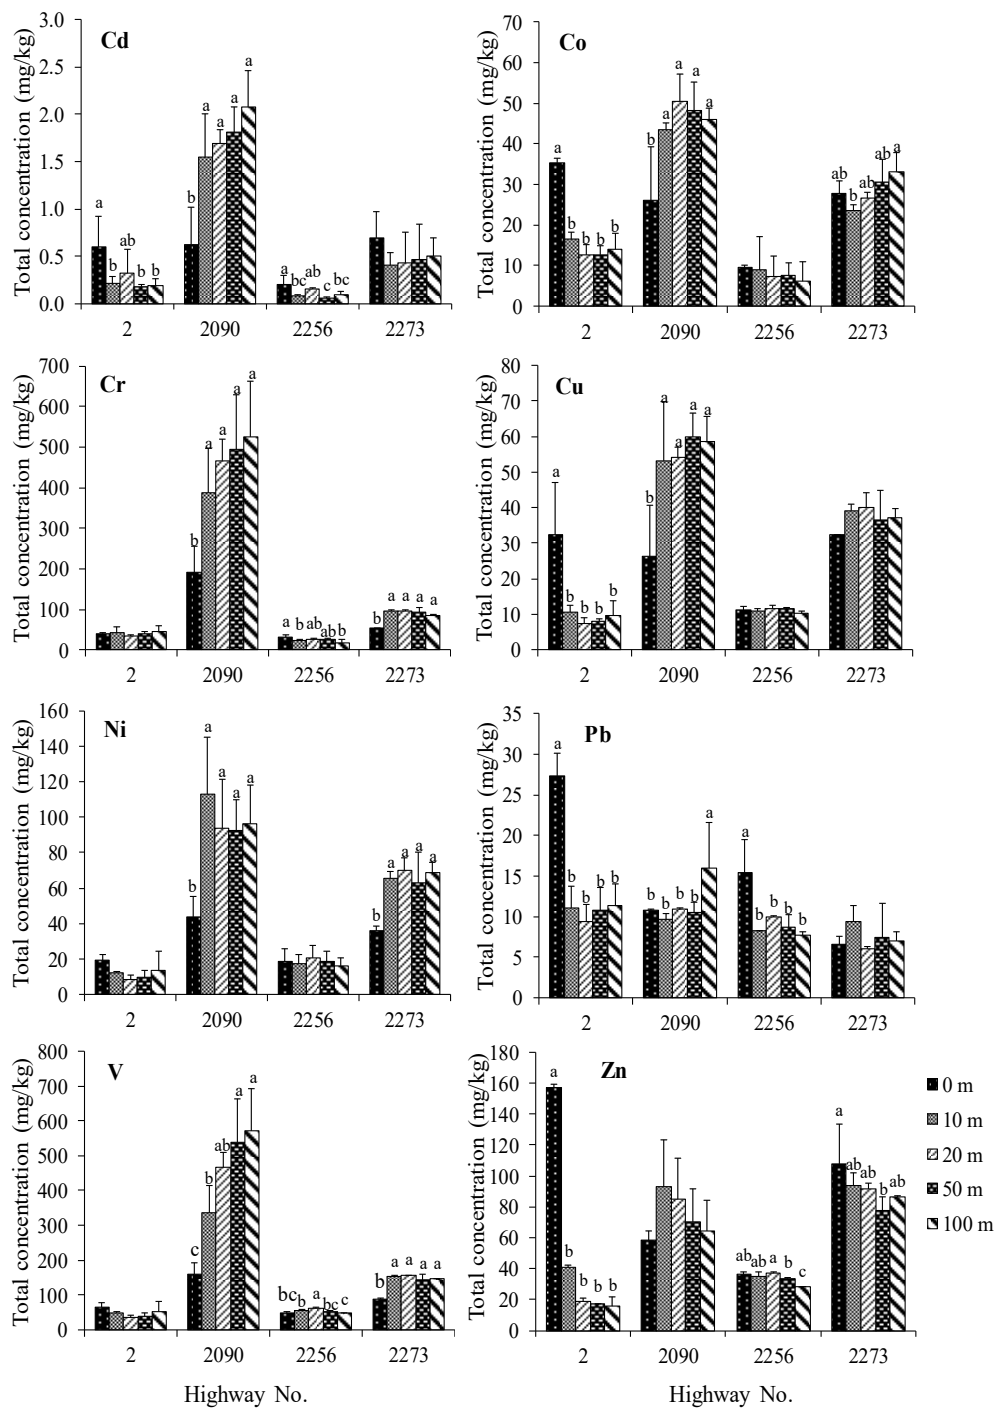 Cd
Total concentration (mg/kg)
3.0
2.5
2.0
1.5
1.0
0.5
0.0
a b ab b b
b a a a a
a bc ab c bc
2 2090 2256 2273
Co
Total concentration (mg/kg)
70
60
50
40
30
20
10
0
a b b b b
b a a a a
ab b ab ab a
2 2090 2256 2273
Cr
Total concentration (mg/kg)
700
600
500
400
300
200
100
0
b a a a a
a b ab ab b
b a a a a
2 2090 2256 2273
Cu
Total concentration (mg/kg)
80
70
60
50
40
30
20
10
0
a b b b b
b a a a a
2 2090 2256 2273
Ni
Total concentration (mg/kg)
160
140
120
100
80
60
40
20
0
b a a a a
b a a a a
2 2090 2256 2273
Pb
Total concentration (mg/kg)
35
30
25
20
15
10
5
0
a b b b b
b b b b a
a b b b b
2 2090 2256 2273
V
Total concentration (mg/kg)
800
700
600
500
400
300
200
100
0
c b ab a a
bc b a bc c
b a a a a
2 2090 2256 2273
Highway No.
Zn
Total concentration (mg/kg)
180
160
140
120
100
80
60
40
20
0
a b b b b
ab ab a b c
a ab ab b ab
2 2090 2256 2273
Highway No.
0 m
10 m
20 m
50 m
100 m